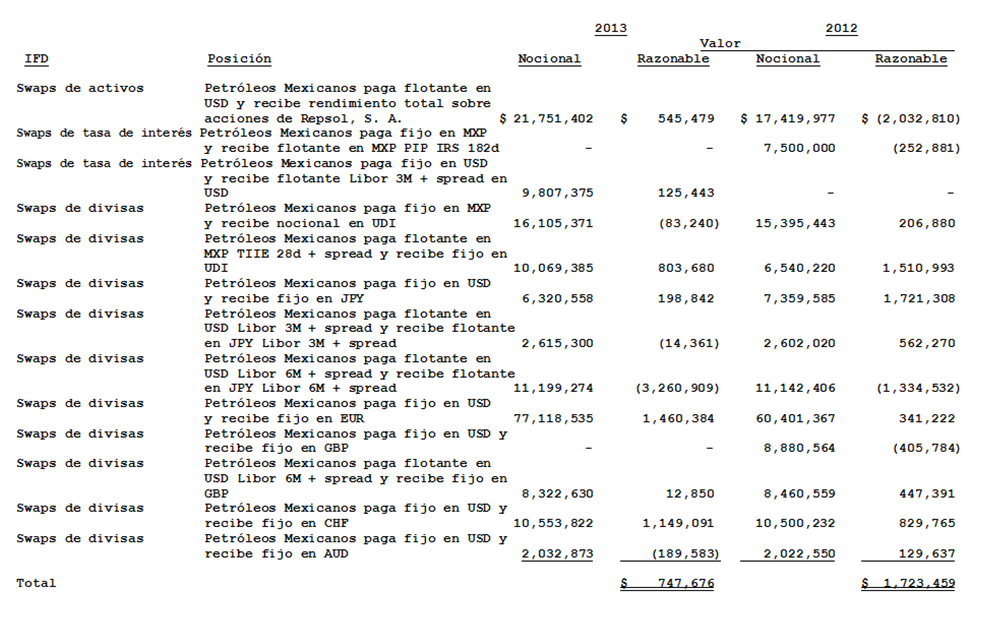 2013 2012
Valor
IFD Posición Nocional Razonable Nocional Razonable
Swaps de activos Petróleos Mexicanos paga flotante en
USD y recibe rendimiento total sobre
acciones de Repsol, S. A. $ 21,751,402 $ 545,479 $ 17,419,977 $ (2,032,810)
Swaps de tasa de interés Petróleos Mexicanos paga fijo en MXP
y recibe flotante en MXP PIP IRS 182d – – 7,500,000 (252,881)
Swaps de tasa de interés Petróleos Mexicanos paga fijo en USD
y recibe flotante Libor 3M + spread en
USD 9,807,375 125,443 – –
Swaps de divisas Petróleos Mexicanos paga fijo en MXP
y recibe nocional en UDI 16,105,371 (83,240) 15,395,443 206,880
Swaps de divisas Petróleos Mexicanos paga flotante en
MXP TIIE 28d + spread y recibe fijo en
UDI 10,069,385 803,680 6,540,220 1,510,993
Swaps de divisas Petróleos Mexicanos paga fijo en USD
y recibe fijo en JPY 6,320,558 198,842 7,359,585 1,721,308
Swaps de divisas Petróleos Mexicanos paga flotante en
USD Libor 3M + spread y recibe flotante
en JPY Libor 3M + spread 2,615,300 (14,361) 2,602,020 562,270
Swaps de divisas Petróleos Mexicanos paga flotante en
USD Libor 6M + spread y recibe flotante
en JPY Libor 6M + spread 11,199,274 (3,260,909) 11,142,406 (1,334,532)
Swaps de divisas Petróleos Mexicanos paga fijo en USD
y recibe fijo en EUR 77,118,535 1,460,384 60,401,367 341,222
Swaps de divisas Petróleos Mexicanos paga fijo en USD y
recibe fijo en GBP – – 8,880,564 (405,784)
Swaps de divisas Petróleos Mexicanos paga flotante en
USD Libor 6M + spread y recibe fijo en
GBP 8,322,630 12,850 8,460,559 447,391
Swaps de divisas Petróleos Mexicanos paga fijo en USD y
recibe fijo en CHF 10,553,822 1,149,091 10,500,232 829,765
Swaps de divisas Petróleos Mexicanos paga fijo en USD y
recibe fijo en AUD 2,032,873 (189,583) 2,022,550 129,637
Total $ 747,676 $ 1,723,459